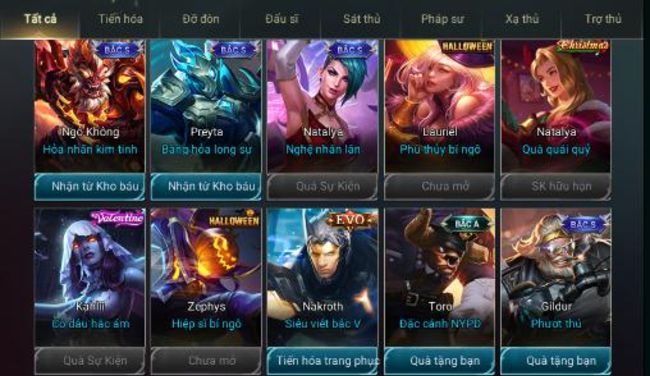 Tất cả
Tiến hóa
Đỡ đòn
Đấu sĩ
Sát thủ
Pháp sư
Xạ thủ
Trợ thủ
BẬC S
BẬC S
BẬC S
HALLOWEEN
Christmas
Ngộ Không
Preyta
Natalya
Lauriel
Natalya
Hỏa nhãn kim tinh
Băng hỏa long sư
Nghệ nhân lân
Phù thủy bí ngô
Quà quái quỷ
Nhận từ Kho báu
Nhận từ Kho báu
Quà Sự Kiện
Chưa mở
SK hữu hạn
Valentine
HALLOWEEN
EVO
BẬC A
BẬC S
Kahlii
Zephys
Nakroth
Toro
Gildur
Cô dâu hắc ám
Hiệp sĩ bí ngô
Siêu việt bậc V
Đặc cảnh NYPD
Phượt thủ
Quà Sự Kiện
Chưa mở
Tiến hóa trang phục
Quà tặng bạn
Quà tặng bạn